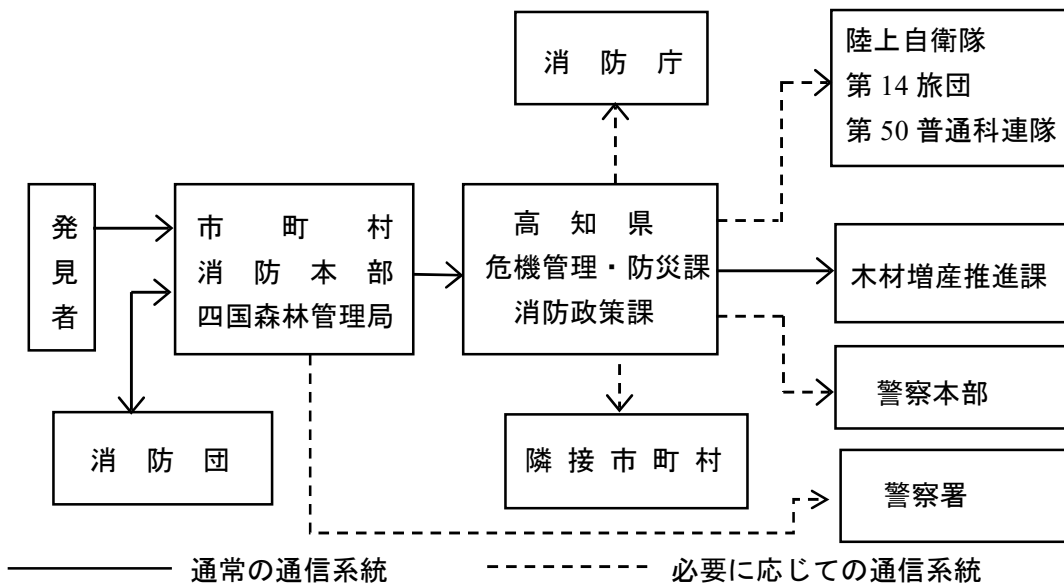 消防庁
陸上自衛隊
第14旅団
第50普通科連隊
発見者
市町村
消防本部
四国森林管理局
高知県
危機管理・防災課
消防政策課
木材増産推進課
警察本部
消防団
隣接市町村
警察署
通常の通信系統
必要に応じての通信系統